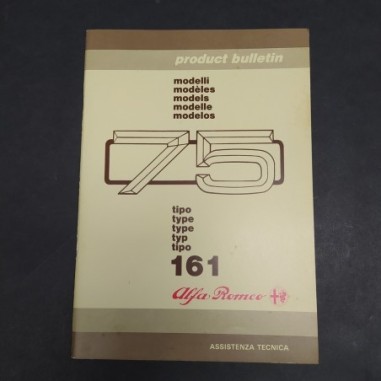 product bulletin
modelli
modèles
models
modelle
modelos
75
tipo
type
type
typ
tipo
161
Alfa Romeo
ASSISTENZA TECNICA